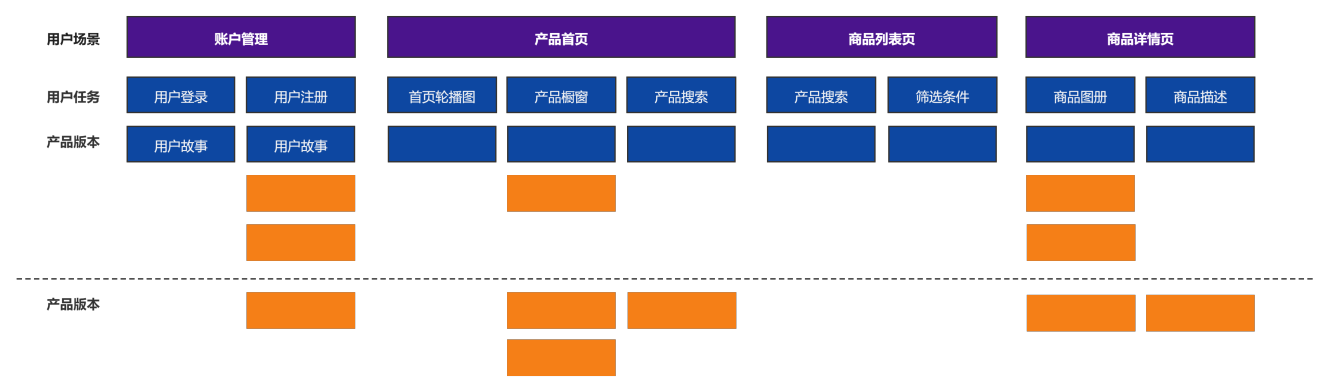 用户场景 账户管理 产品首页 商品列表页 商品详情页
用户任务 用户登录 用户注册 首页轮播图 产品橱窗 产品搜索 产品搜索 筛选条件 商品图册 商品描述
产品版本 用户故事 用户故事
产品版本